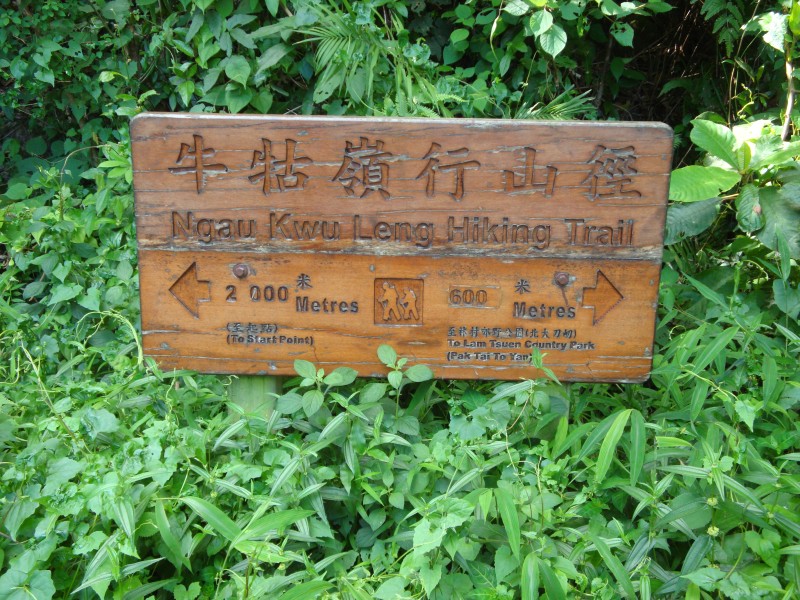 牛牯嶺行山徑
Ngau Kwu Leng Hiking Trail
2 000 米 Metres
(至起點)
(To Start Point)
600 米 Metres
至林村郊野公園(北大刀屻)
To Lam Tsuen Country Park
(Pak Tai To Yan)